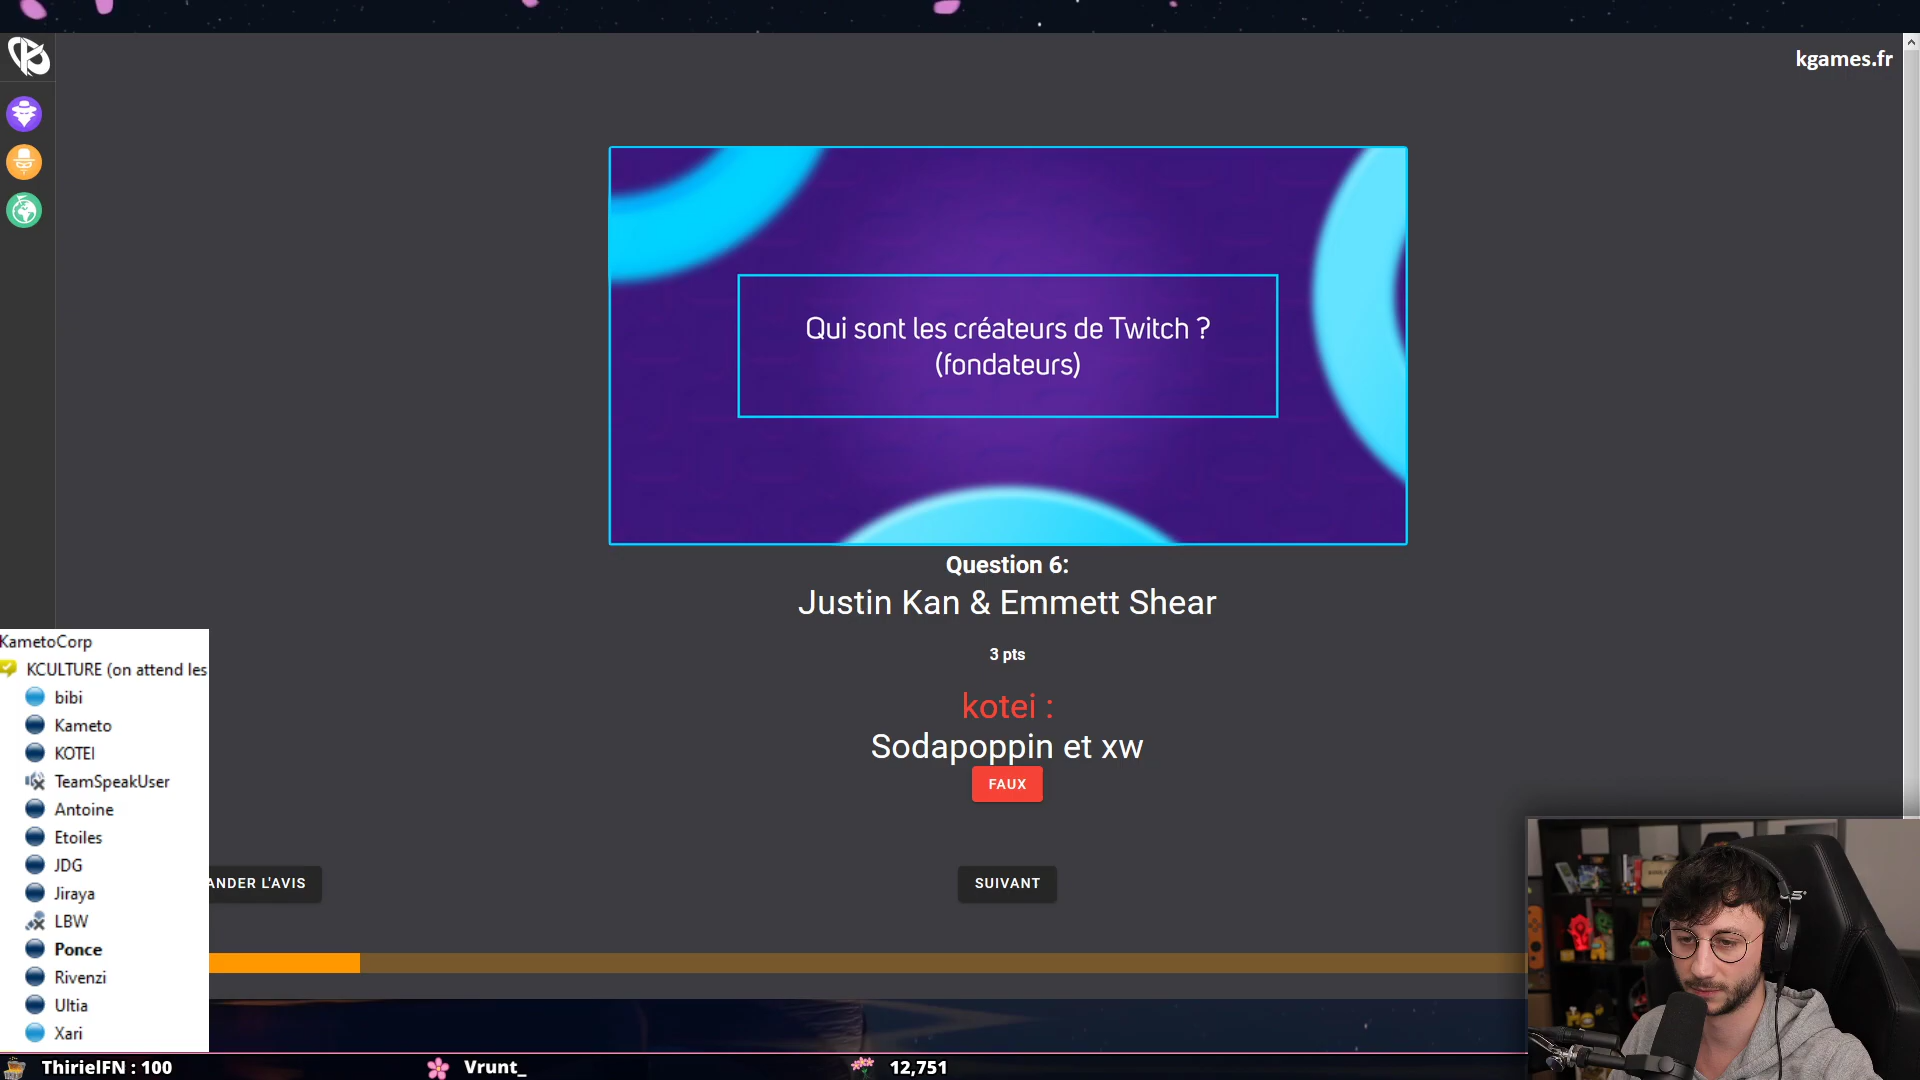 kgames.fr
Qui sont les créateurs de Twitch ?
(fondateurs)
Question 6:
Justin Kan & Emmett Shear
3 pts
kotei :
Sodapoppin et xw
FAUX
ANDER L'AVIS
SUIVANT
KametoCorp
KCULTURE (on attend les
bibi
Kameto
KOTEI
TeamSpeakUser
Antoine
Etoiles
JDG
Jiraya
LBW
Ponce
Rivenzi
Ultia
Xari
ThirielFN : 100
Vrunt_
12,751